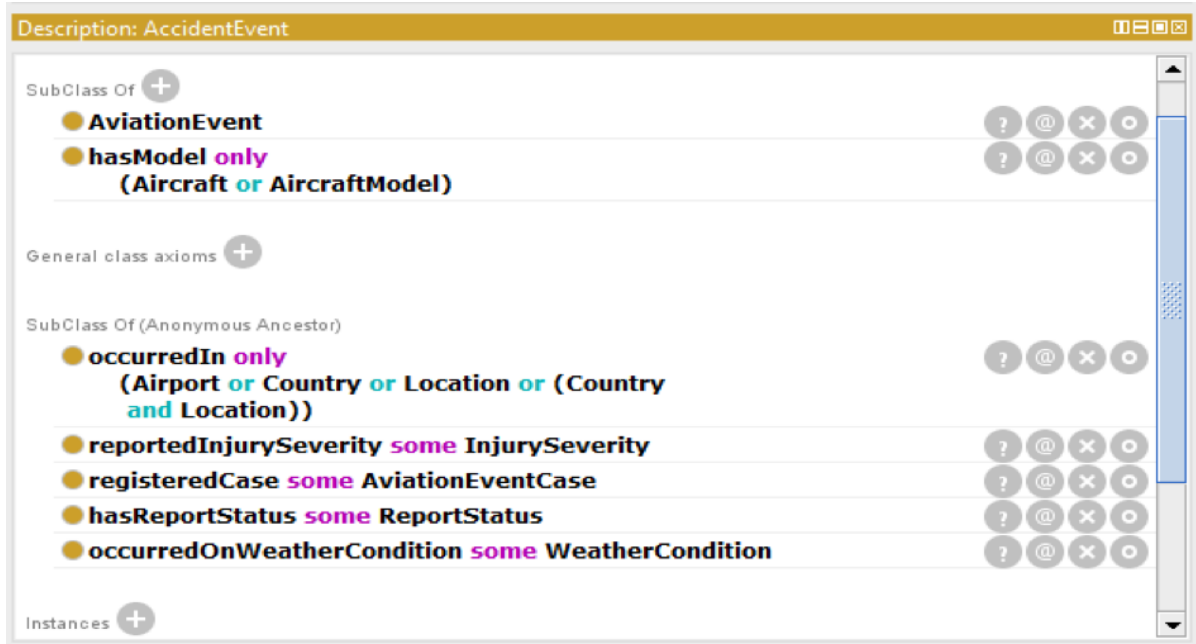 Description: AccidentEvent
SubClass Of
AviationEvent
hasModel only
(Aircraft or AircraftModel)
General class axioms
SubClass Of (Anonymous Ancestor)
occurredIn only
(Airport or Country or Location or (Country
and Location))
reportedInjurySeverity some InjurySeverity
registeredCase some AviationEventCase
hasReportStatus some ReportStatus
occurredOnWeatherCondition some WeatherCondition
Instances